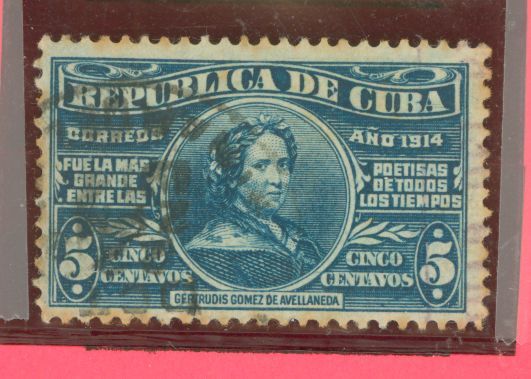 REPUBLICA DE CUBA
CORREOS AÑO 1914
FUE LA MAS
GRANDE
ENTRE LAS
POETISAS
DE TODOS
LOS TIEMPOS
5 CINCO CENTAVOS
CINCO CENTAVOS 5
GERTRUDIS GOMEZ DE AVELLANEDA